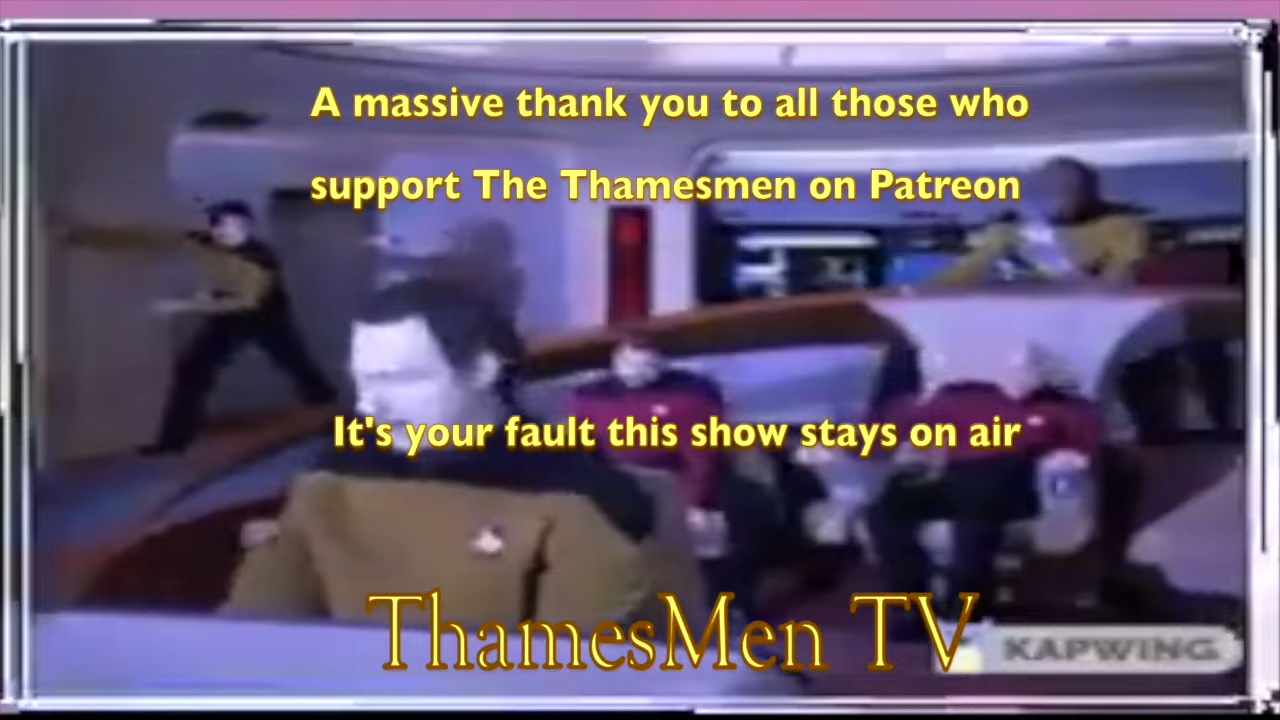 A massive thank you to all those who
support The Thamesmen on Patreon
It's your fault this show stays on air
ThamesMen TV
KAPWING